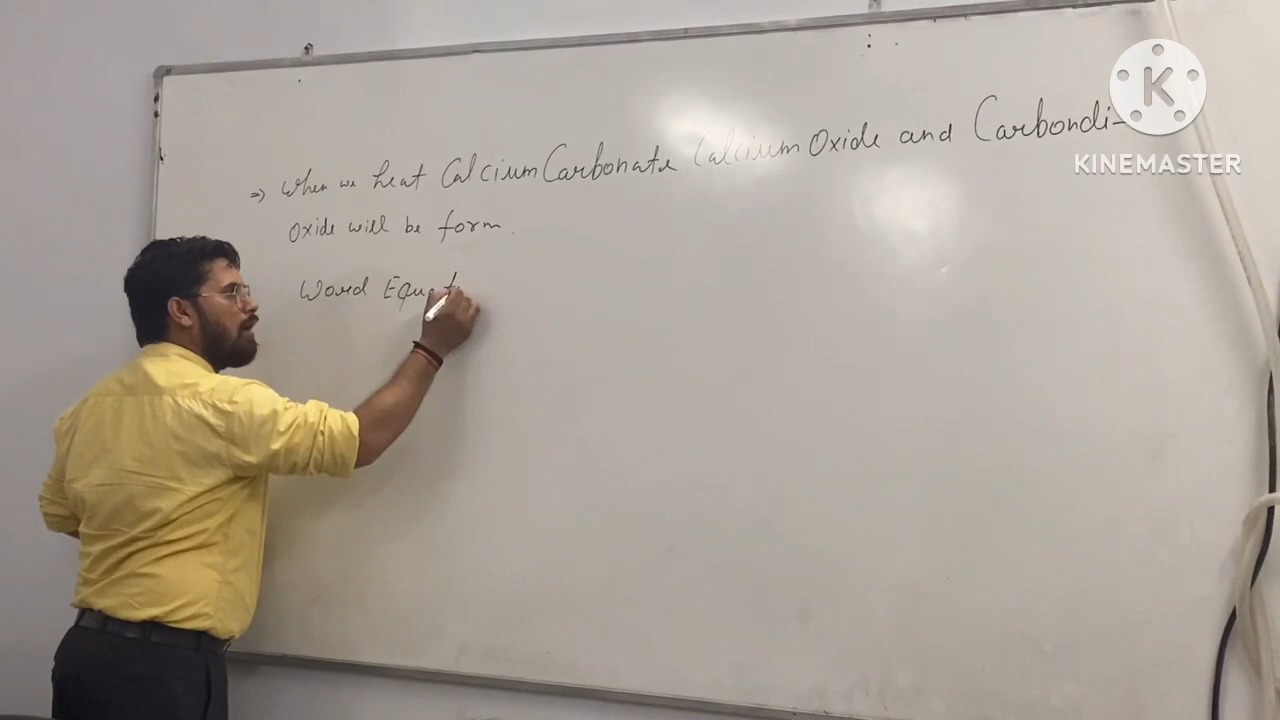 ⇒ When we heat Calcium Carbonate Calcium Oxide and Carbondi-
Oxide will be form.
Word Equat
K
KINEMASTER